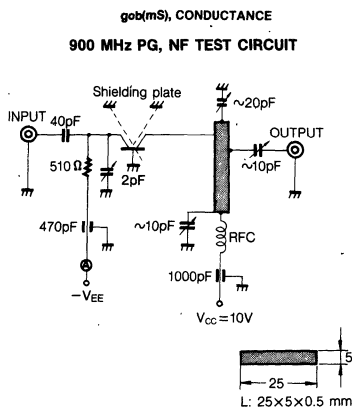 gob(mS), CONDUCTANCE
900 MHz PG, NF TEST CIRCUIT
Shielding plate
~20pF
INPUT
40pF
OUTPUT
510Ω
2pF
~10pF
470pF
~10pF
RFC
A
1000pF
-VEE
VCC=10V
5
25
L: 25×5×0.5 mm